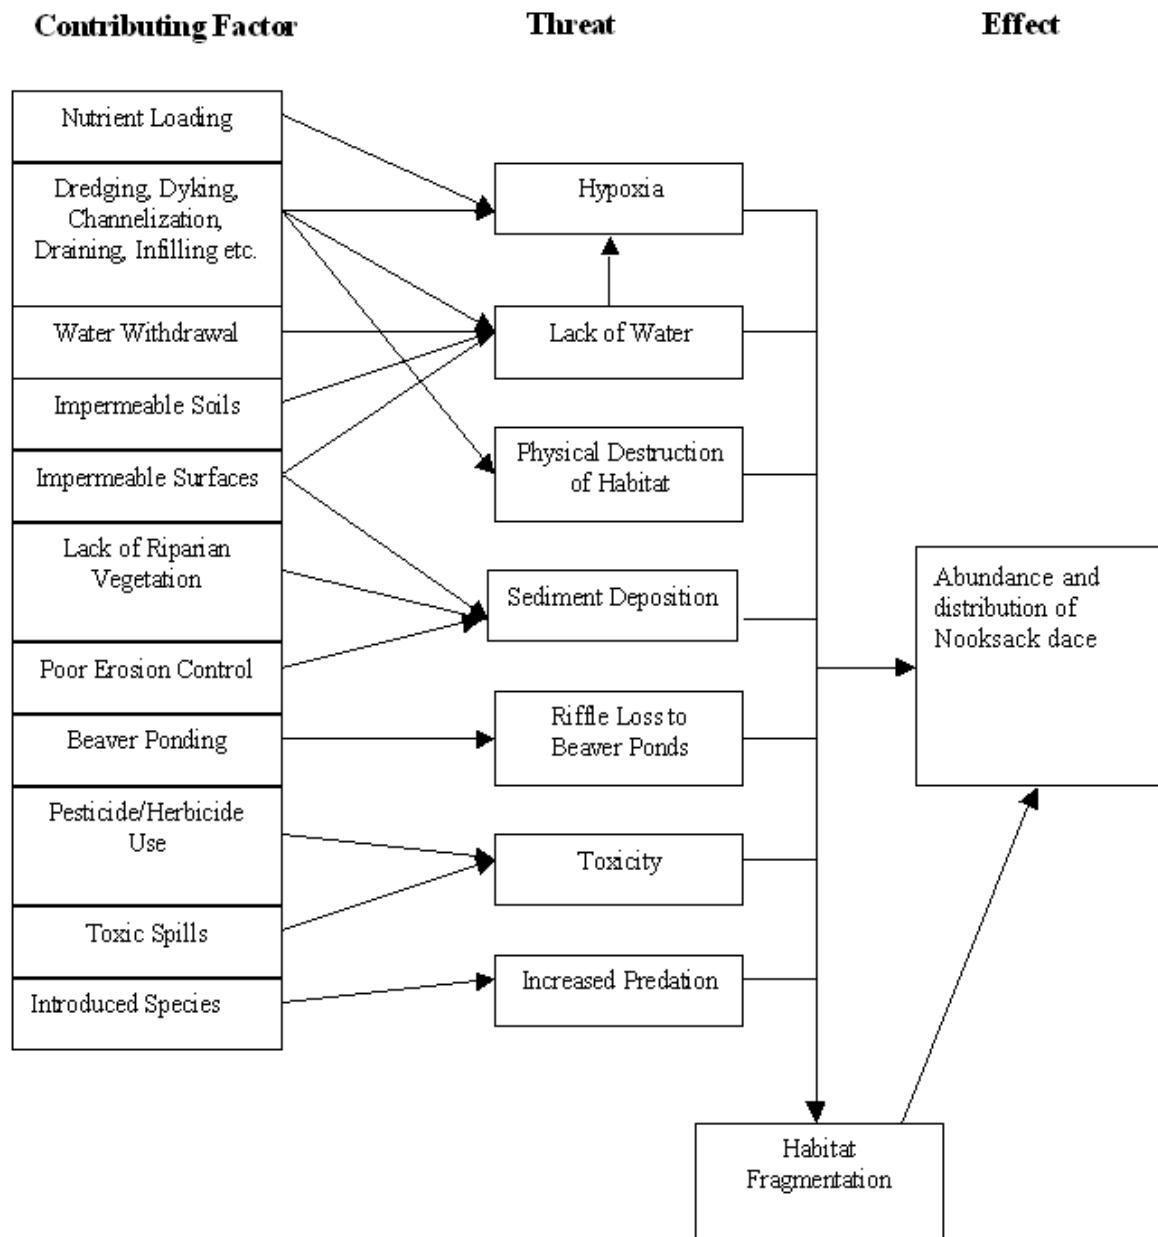 Contributing Factor
Threat
Effect
Nutrient Loading
Dredging, Dyking,
Channelization,
Draining, Infilling etc.
Water Withdrawal
Impermeable Soils
Impermeable Surfaces
Lack of Riparian
Vegetation
Poor Erosion Control
Beaver Ponding
Pesticide/Herbicide
Use
Toxic Spills
Introduced Species
Hypoxia
Lack of Water
Physical Destruction
of Habitat
Sediment Deposition
Riffle Loss to
Beaver Ponds
Toxicity
Increased Predation
Habitat
Fragmentation
Abundance and
distribution of
Nooksack dace